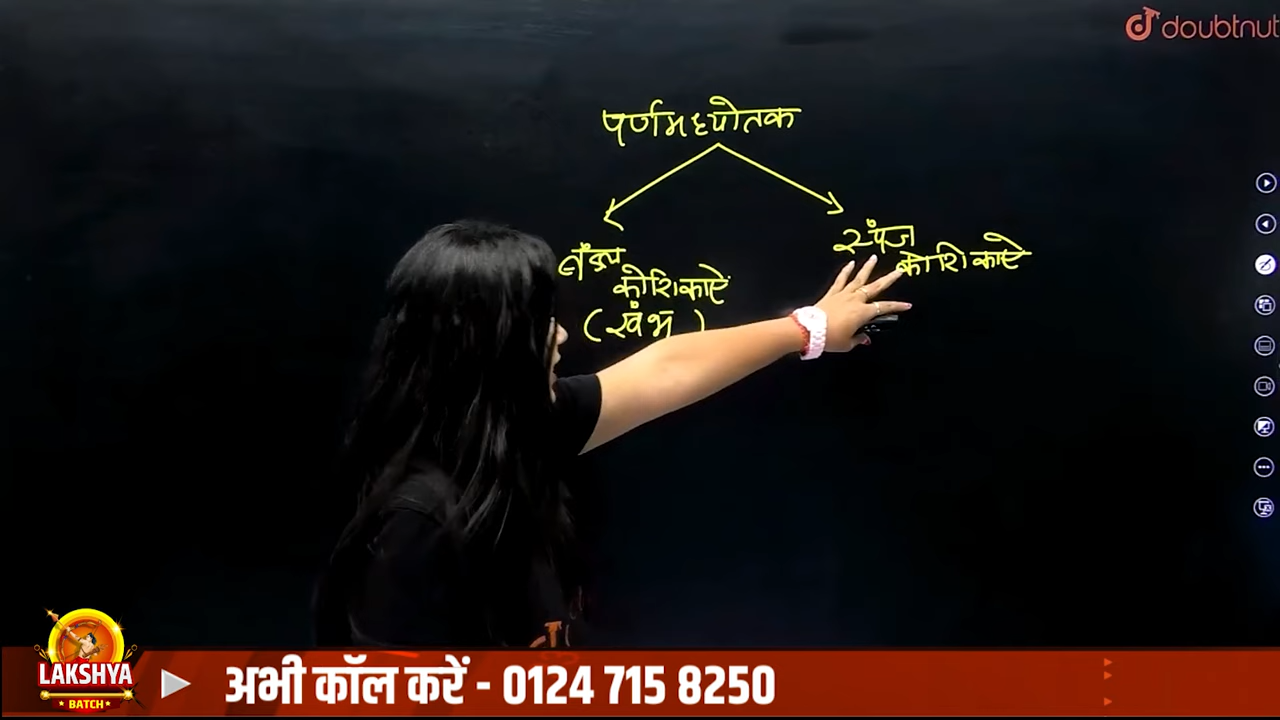 doubtnut
पर्णमध्योतक
स्पंज
कोशिकाऐ
कोशिकाऐं
(खंभ)
LAKSHYA
BATCH
अभी कॉल करें - 0124 715 8250